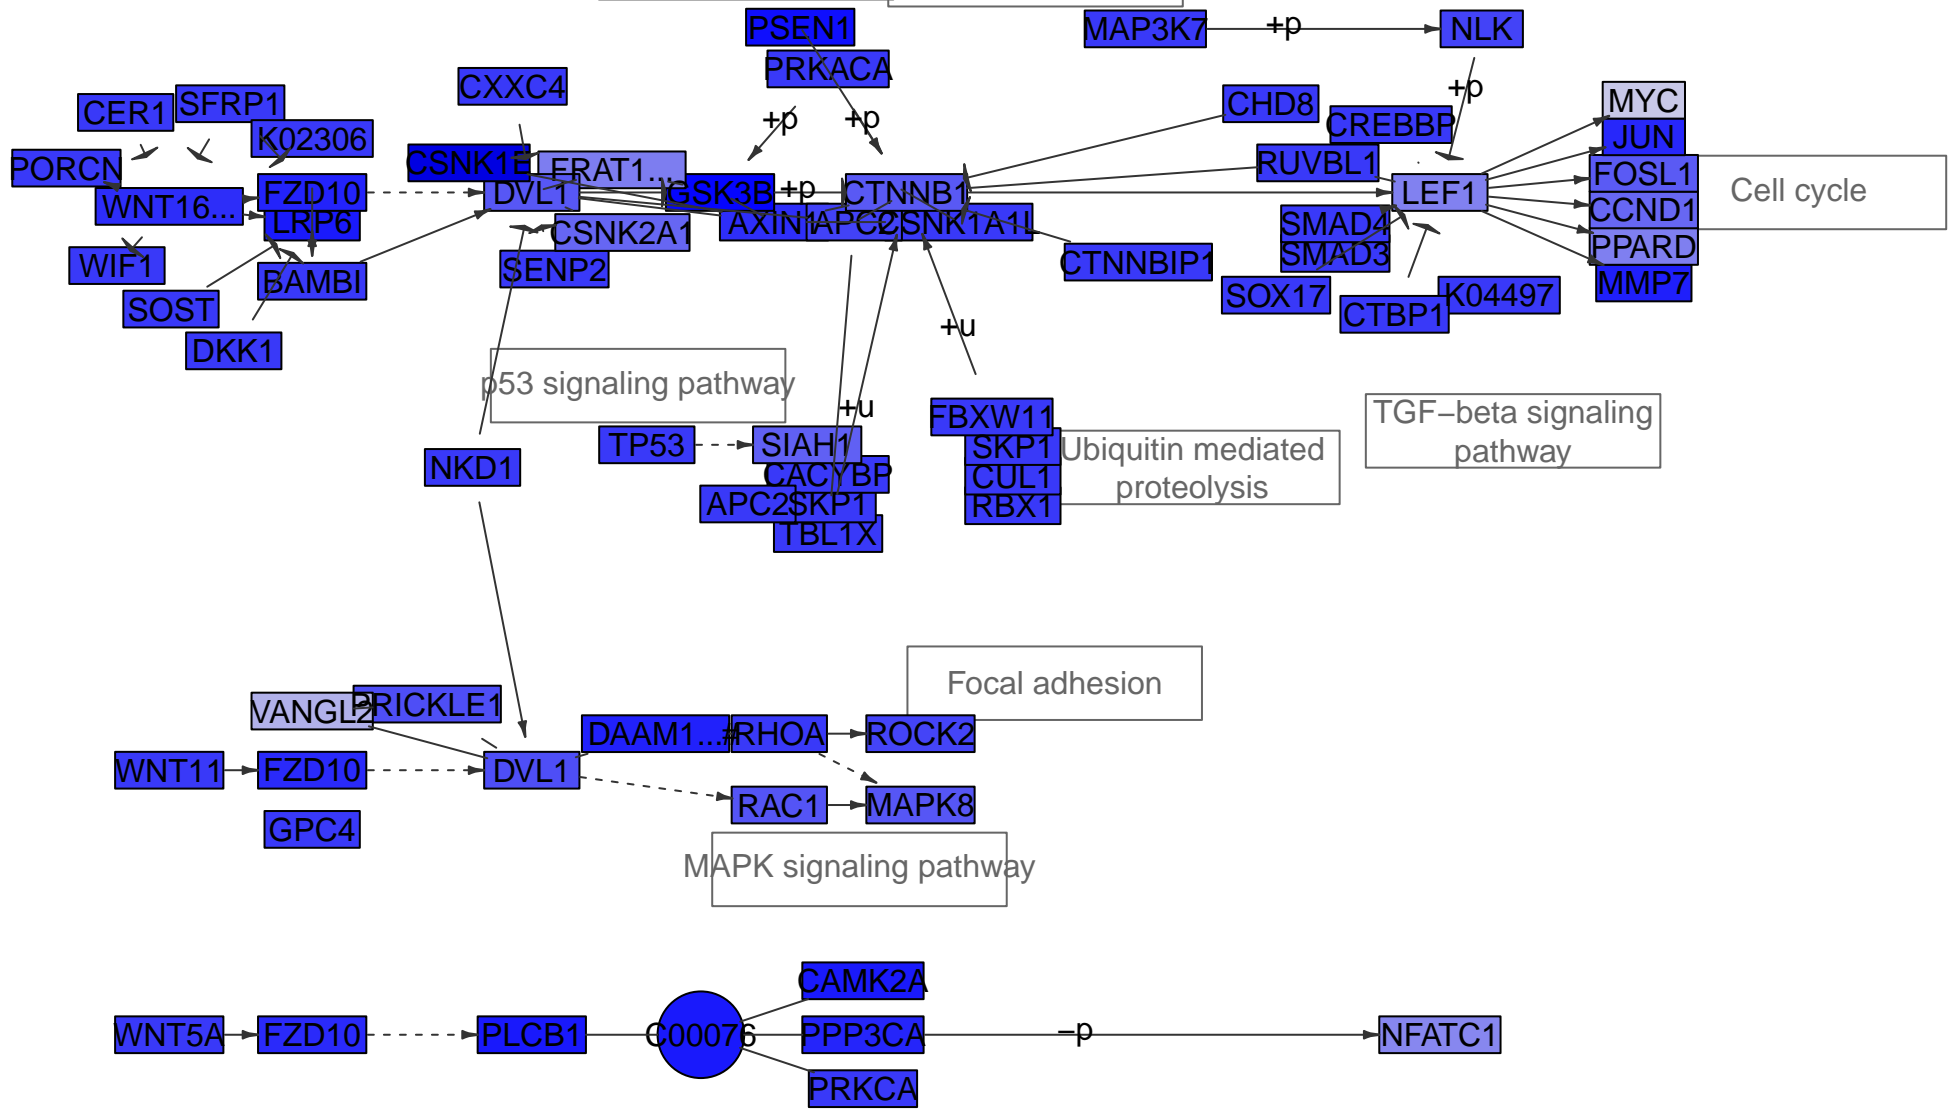 PSEN1
MAP3K7
+p
NLK
PRKACA
CXXC4
CER1
SFRP1
K02306
+p
+p
CHD8
+p
CREBBP
MYC
JUN
PORCN
CSNK1E
FRAT1...
RUVBL1
FOSL1
WNT16...
FZD10
DVL1
GSK3B
+p
CTNNB1
LEF1
Cell cycle
LRP6
AXIN1
APC2
CSNK1A1L
SMAD4
CCND1
CSNK2A1
SMAD3
PPARD
WIF1
BAMBI
SENP2
CTNNBIP1
MMP7
SOST
SOX17
K04497
CTBP1
DKK1
+u
p53 signaling pathway
+u
FBXW11
TGF−beta signaling
pathway
TP53
SIAH1
SKP1
Ubiquitin mediated
proteolysis
NKD1
CACYBP
CUL1
APC2
SKP1
RBX1
TBL1X
Focal adhesion
VANGL2
PRICKLE1
DAAM1...#
RHOA
ROCK2
WNT11
FZD10
DVL1
RAC1
MAPK8
GPC4
MAPK signaling pathway
CAMK2A
WNT5A
FZD10
PLCB1
C00076
PPP3CA
−p
NFATC1
PRKCA